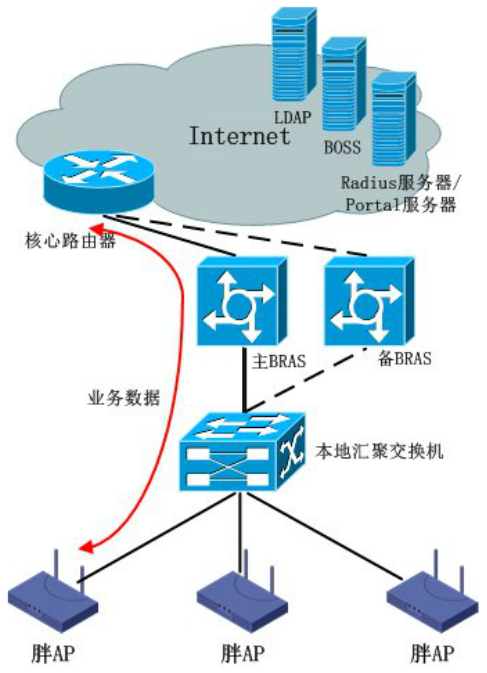 LDAP
Internet
BOSS
Radius服务器/
Portal服务器
核心路由器
主BRAS
备BRAS
业务数据
本地汇聚交换机
胖AP
胖AP
胖AP